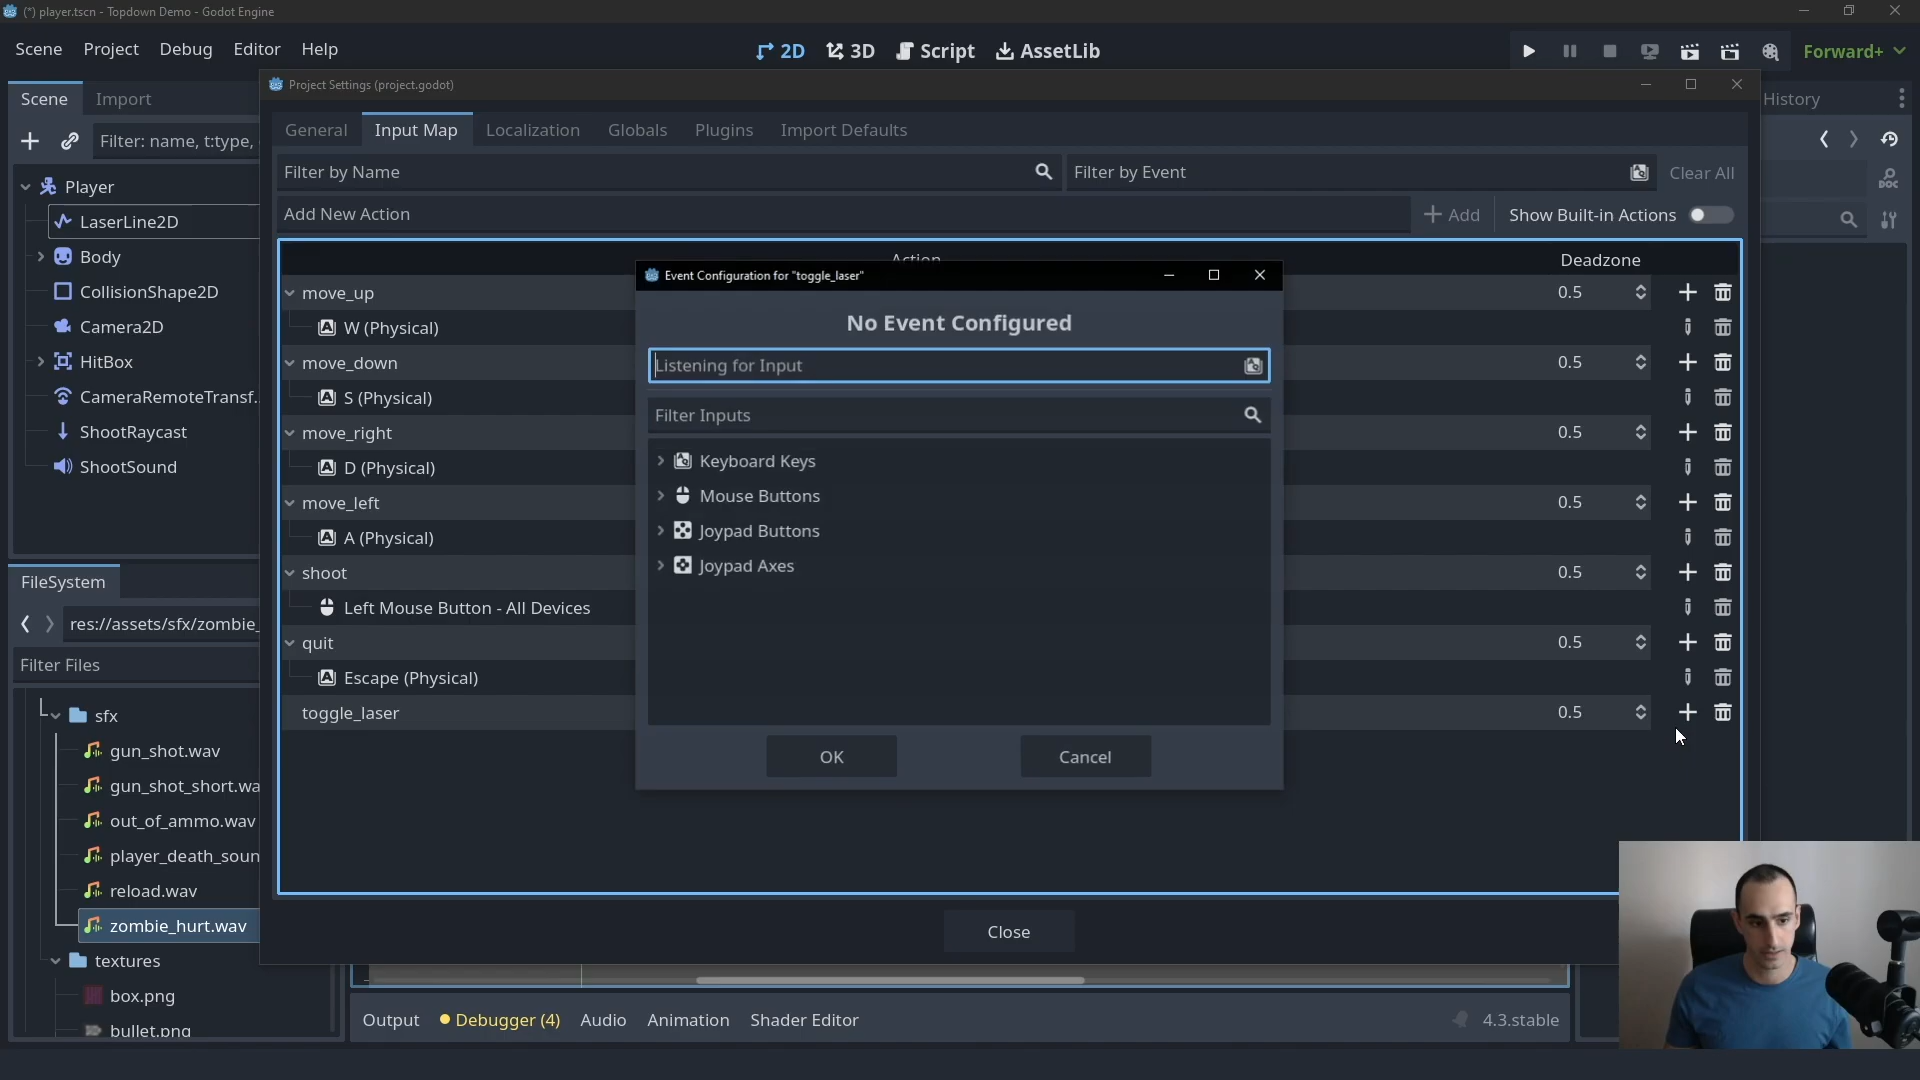 (*) player.tscn - Topdown Demo - Godot Engine
Scene Project Debug Editor Help
2D 3D Script AssetLib
Forward+
Scene Import
Filter: name, t:type,
Player
LaserLine2D
Body
CollisionShape2D
Camera2D
HitBox
CameraRemoteTransf.
ShootRaycast
ShootSound
FileSystem
res://assets/sfx/zombie_
Filter Files
sfx
gun_shot.wav
gun_shot_short.wa
out_of_ammo.wav
player_death_soun
reload.wav
zombie_hurt.wav
textures
box.png
bullet.png
Project Settings (project.godot)
General Input Map Localization Globals Plugins Import Defaults
Filter by Name Filter by Event Clear All
Add New Action Add Show Built-in Actions
Action Deadzone
move_up 0.5
W (Physical)
move_down 0.5
S (Physical)
move_right 0.5
D (Physical)
move_left 0.5
A (Physical)
shoot 0.5
Left Mouse Button - All Devices
quit 0.5
Escape (Physical)
toggle_laser 0.5
Event Configuration for "toggle_laser"
No Event Configured
Listening for Input
Filter Inputs
Keyboard Keys
Mouse Buttons
Joypad Buttons
Joypad Axes
OK Cancel
Close
History
DOC
Output Debugger (4) Audio Animation Shader Editor
4.3.stable